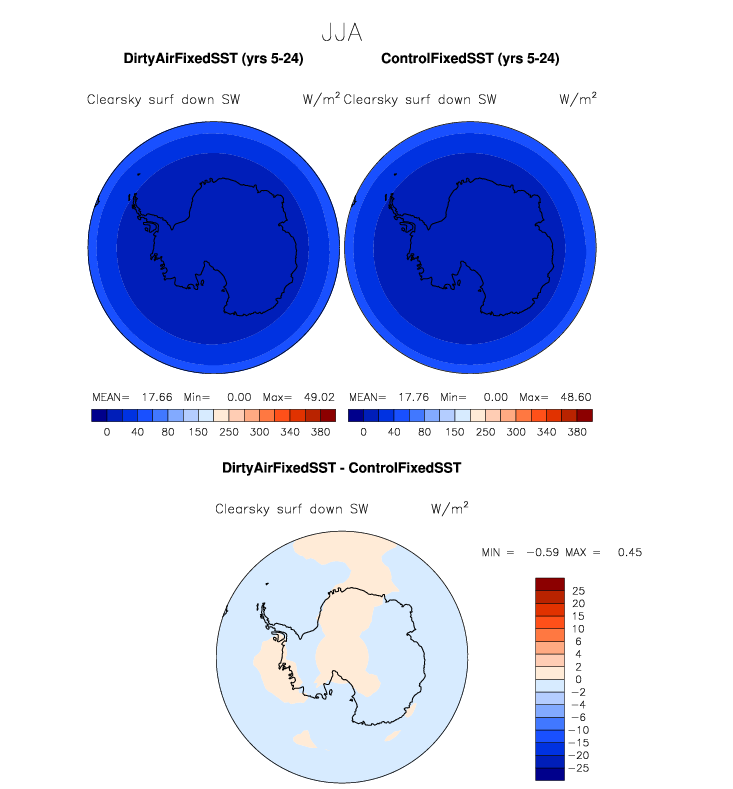 JJA
DirtyAirFixedSST (yrs 5-24) ControlFixedSST (yrs 5-24)
Clearsky surf down SW W/m² Clearsky surf down SW W/m²
MEAN= 17.66 Min= 0.00 Max= 49.02 MEAN= 17.76 Min= 0.00 Max= 48.60
0 40 80 150 250 300 340 380 0 40 80 150 250 300 340 380
DirtyAirFixedSST - ControlFixedSST
Clearsky surf down SW W/m²
MIN = -0.59 MAX = 0.45
25
20
15
10
6
4
2
0
-2
-4
-6
-10
-15
-20
-25